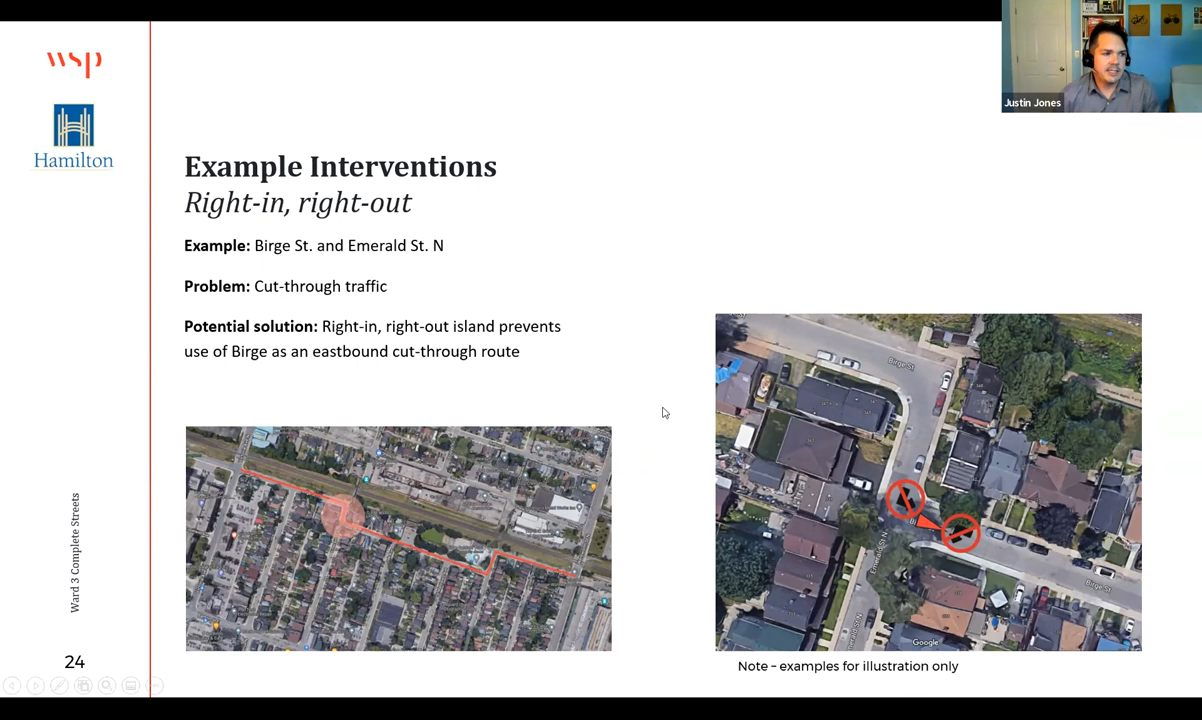 wsp
Hamilton
Justin Jones
Example Interventions
Right-in, right-out
Example: Birge St. and Emerald St. N
Problem: Cut-through traffic
Potential solution: Right-in, right-out island prevents
use of Birge as an eastbound cut-through route
Birge St
Emerald St N
Birge St
Google
Note – examples for illustration only
Ward 3 Complete Streets
24